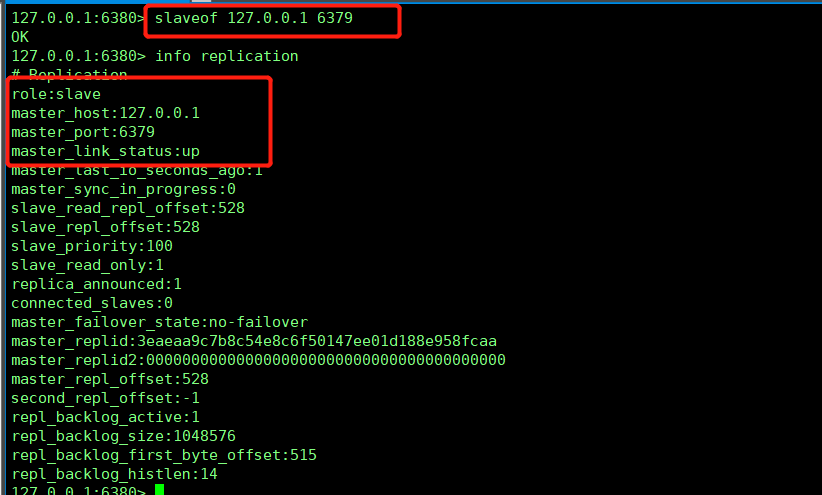 127.0.0.1:6380> slaveof 127.0.0.1 6379
OK
127.0.0.1:6380> info replication
# Replication
role:slave
master_host:127.0.0.1
master_port:6379
master_link_status:up
master_last_io_seconds_ago:1
master_sync_in_progress:0
slave_read_repl_offset:528
slave_repl_offset:528
slave_priority:100
slave_read_only:1
replica_announced:1
connected_slaves:0
master_failover_state:no-failover
master_replid:3eaeaa9c7b8c54e8c6f50147ee01d188e958fcaa
master_replid2:0000000000000000000000000000000000000000
master_repl_offset:528
second_repl_offset:-1
repl_backlog_active:1
repl_backlog_size:1048576
repl_backlog_first_byte_offset:515
repl_backlog_histlen:14
127.0.0.1:6380>